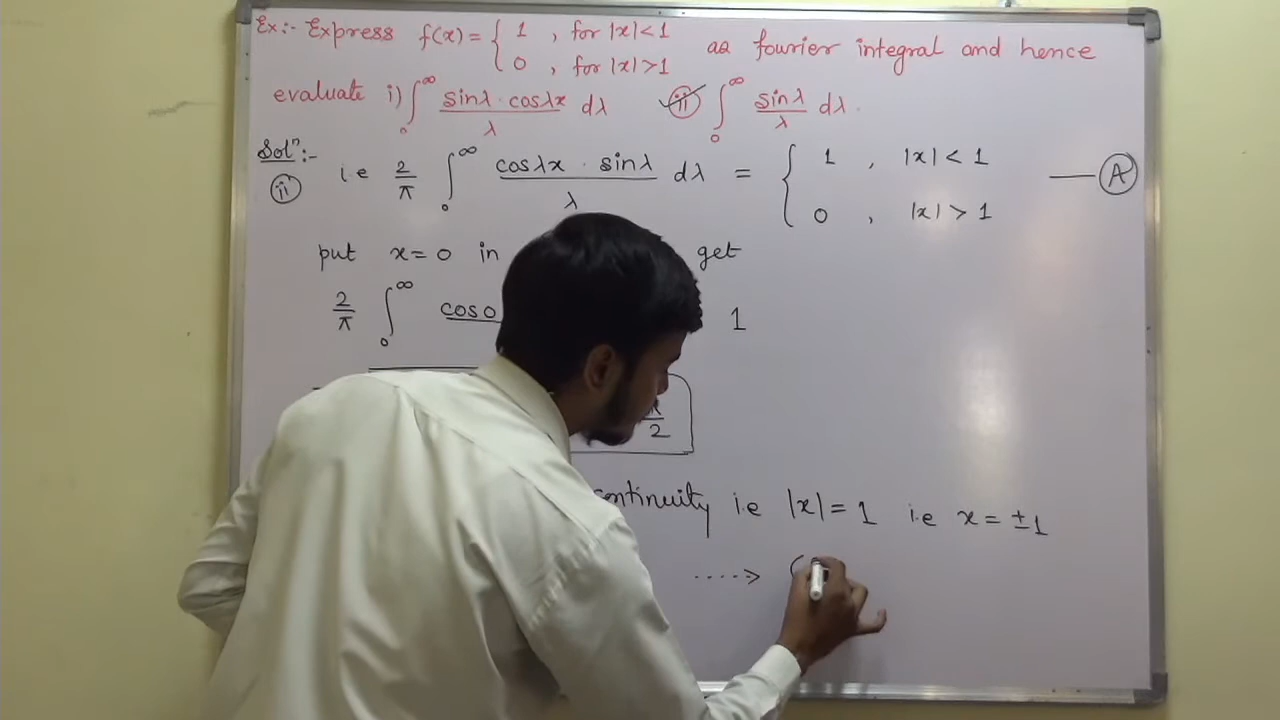 Ex:- Express f(x) = { 1 , for |x| < 1
0 , for |x| > 1 as fourier integral and hence
evaluate i) ∫₀^∞ sinλ · cosλx / λ dλ (ii) ∫₀^∞ sinλ / λ dλ.
Solⁿ:- i.e 2/π ∫₀^∞ cosλx · sinλ / λ dλ = { 1 , |x| < 1
0 , |x| > 1 — (A)
(ii)
put x = 0 in get
2/π ∫₀^∞ cos0 1
2
continuity i.e |x| = 1 i.e x = ±1
....→ (